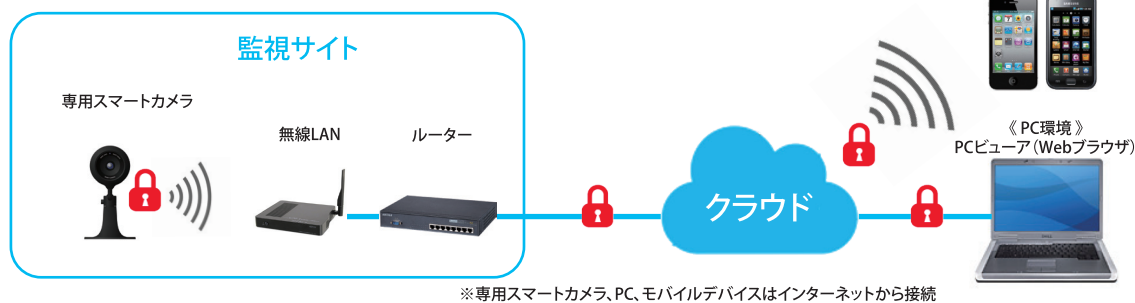 監視サイト
専用スマートカメラ
無線LAN
ルーター
クラウド
《 PC環境 》
PCビューア(Webブラウザ)
※専用スマートカメラ、PC、モバイルデバイスはインターネットから接続